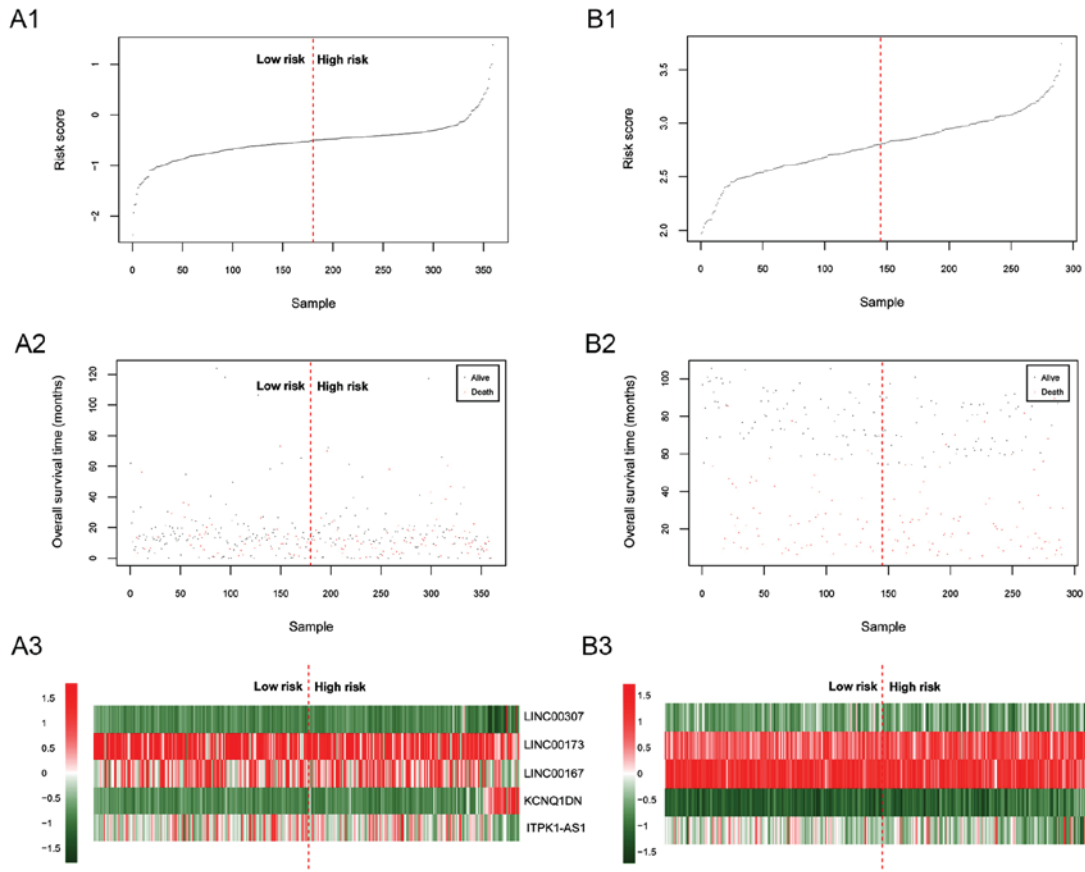 A1
B1
Low risk High risk
Risk score
1
0
−1
−2
0 50 100 150 200 250 300 350
Sample
Risk score
3.5
3.0
2.5
2.0
0 50 100 150 200 250 300
Sample
A2
B2
Low risk High risk
Alive
Death
Overall survival time (months)
120
100
80
60
40
20
0
0 50 100 150 200 250 300 350
Sample
Alive
Death
Overall survival time (months)
100
80
60
40
20
0 50 100 150 200 250 300
Sample
A3
B3
Low risk High risk
1.5
1
0.5
0
−0.5
−1
−1.5
LINC00307
LINC00173
LINC00167
KCNQ1DN
ITPK1-AS1
Low risk High risk
1.5
1
0.5
0
−0.5
−1
−1.5